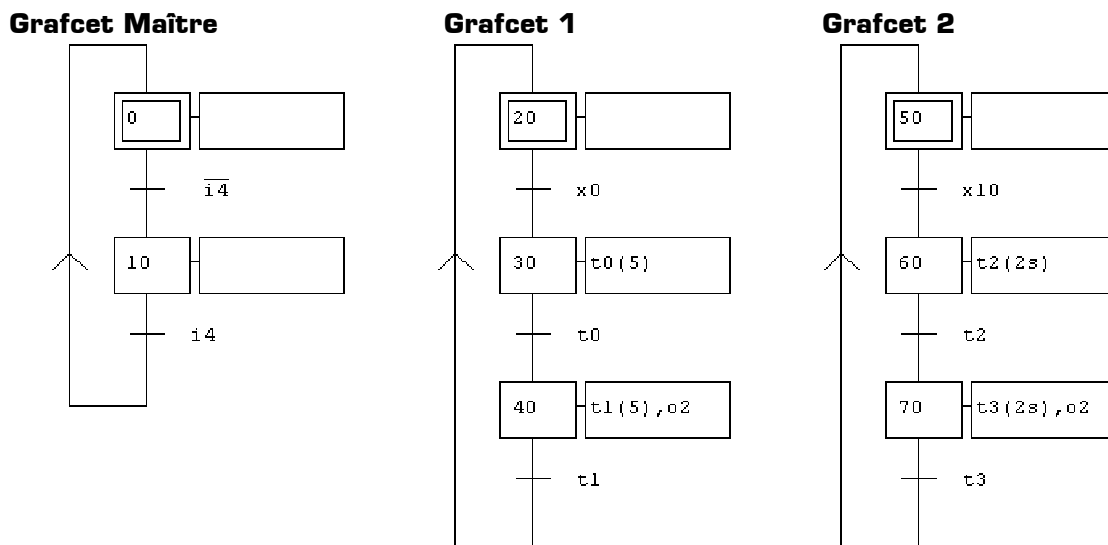 Grafcet Maître
0
i4
10
i4
Grafcet 1
20
x0
30 t0(5)
t0
40 t1(5),o2
t1
Grafcet 2
50
x10
60 t2(2s)
t2
70 t3(2s),o2
t3